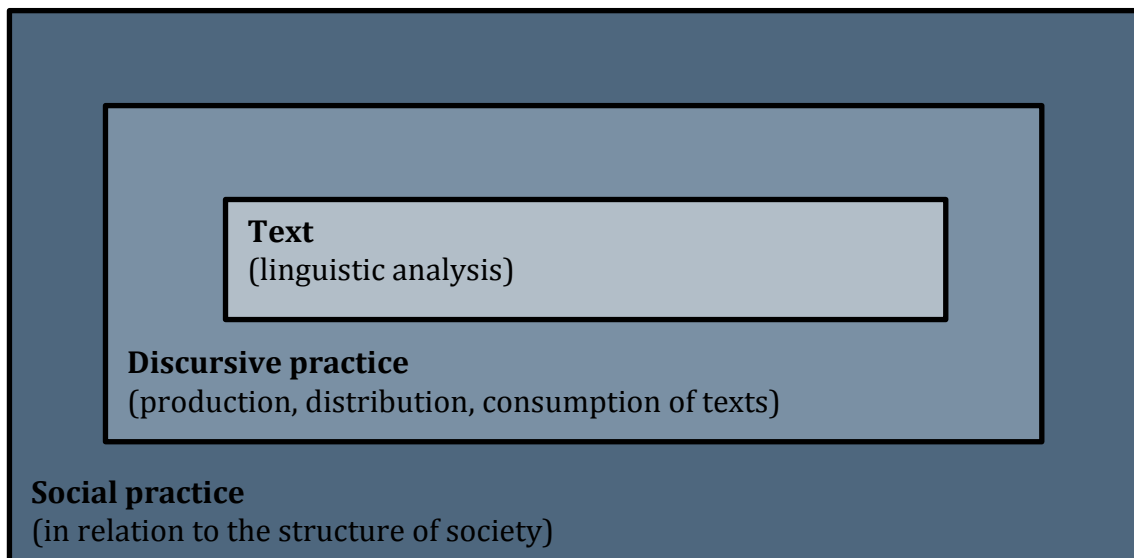 Text
(linguistic analysis)
Discursive practice
(production, distribution, consumption of texts)
Social practice
(in relation to the structure of society)